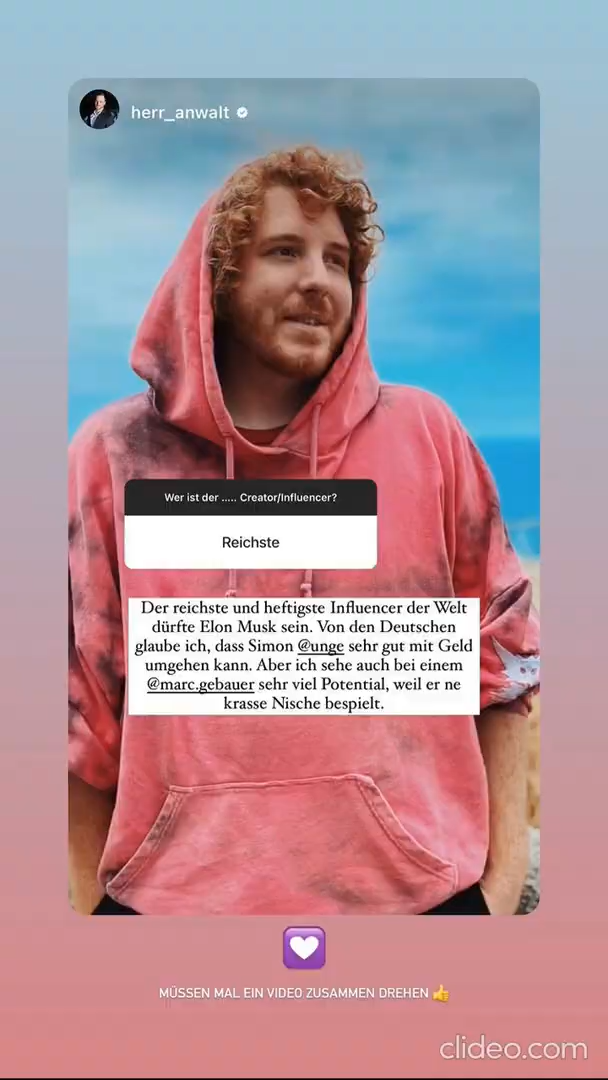 herr_anwalt
Wer ist der ..... Creator/Influencer?
Reichste
Der reichste und heftigste Influencer der Welt
dürfte Elon Musk sein. Von den Deutschen
glaube ich, dass Simon @unge sehr gut mit Geld
umgehen kann. Aber ich sehe auch bei einem
@marc.gebauer sehr viel Potential, weil er ne
krasse Nische bespielt.
MÜSSEN MAL EIN VIDEO ZUSAMMEN DREHEN 👍
clideo.com